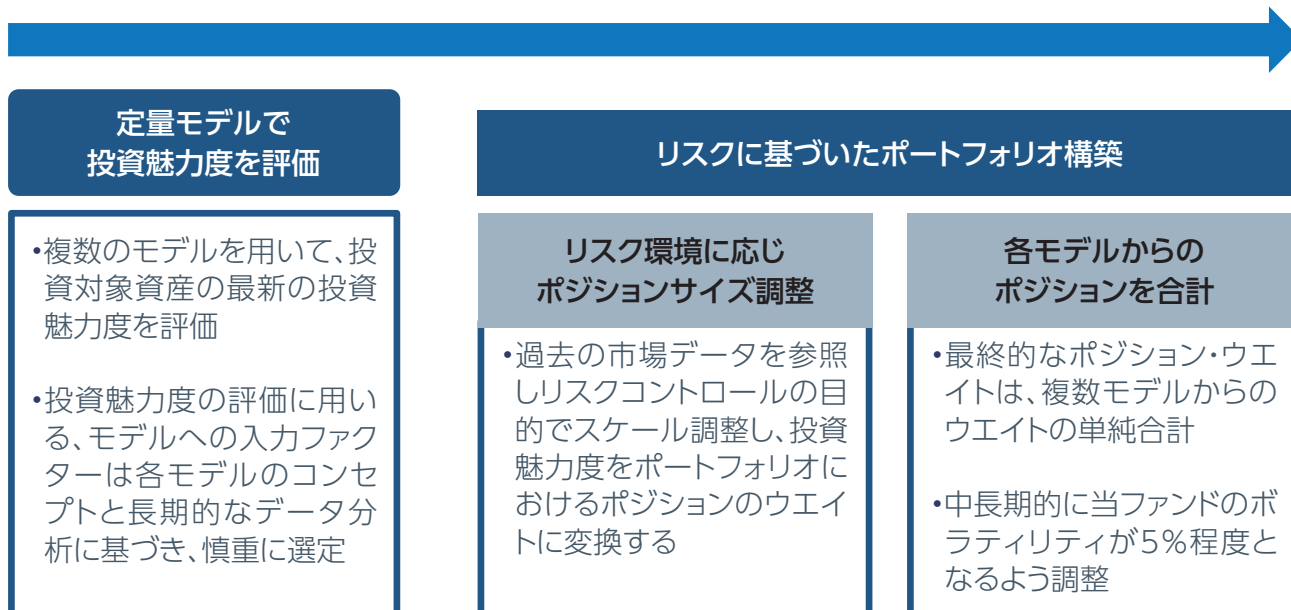 定量モデルで
投資魅力度を評価
•複数のモデルを用いて、投
資対象資産の最新の投資
魅力度を評価
•投資魅力度の評価に用い
る、モデルへの入力ファク
ターは各モデルのコンセ
プトと長期的なデータ分
析に基づき、慎重に選定
リスクに基づいたポートフォリオ構築
リスク環境に応じ
ポジションサイズ調整
•過去の市場データを参照
しリスクコントロールの目
的でスケール調整し、投資
魅力度をポートフォリオに
おけるポジションのウエイ
トに変換する
各モデルからの
ポジションを合計
•最終的なポジション・ウエ
イトは、複数モデルからの
ウエイトの単純合計
•中長期的に当ファンドのボ
ラティリティが5%程度と
なるよう調整